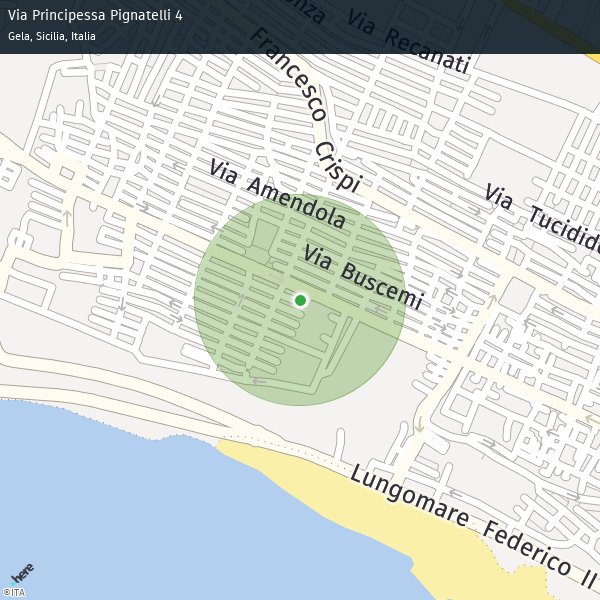 Via Principessa Pignatelli 4
Gela, Sicilia, Italia
Via Recanati
Francesco Crispi
Via Amendola
Via Tucidide
Via Buscemi
Lungomare Federico II
here
©ITA